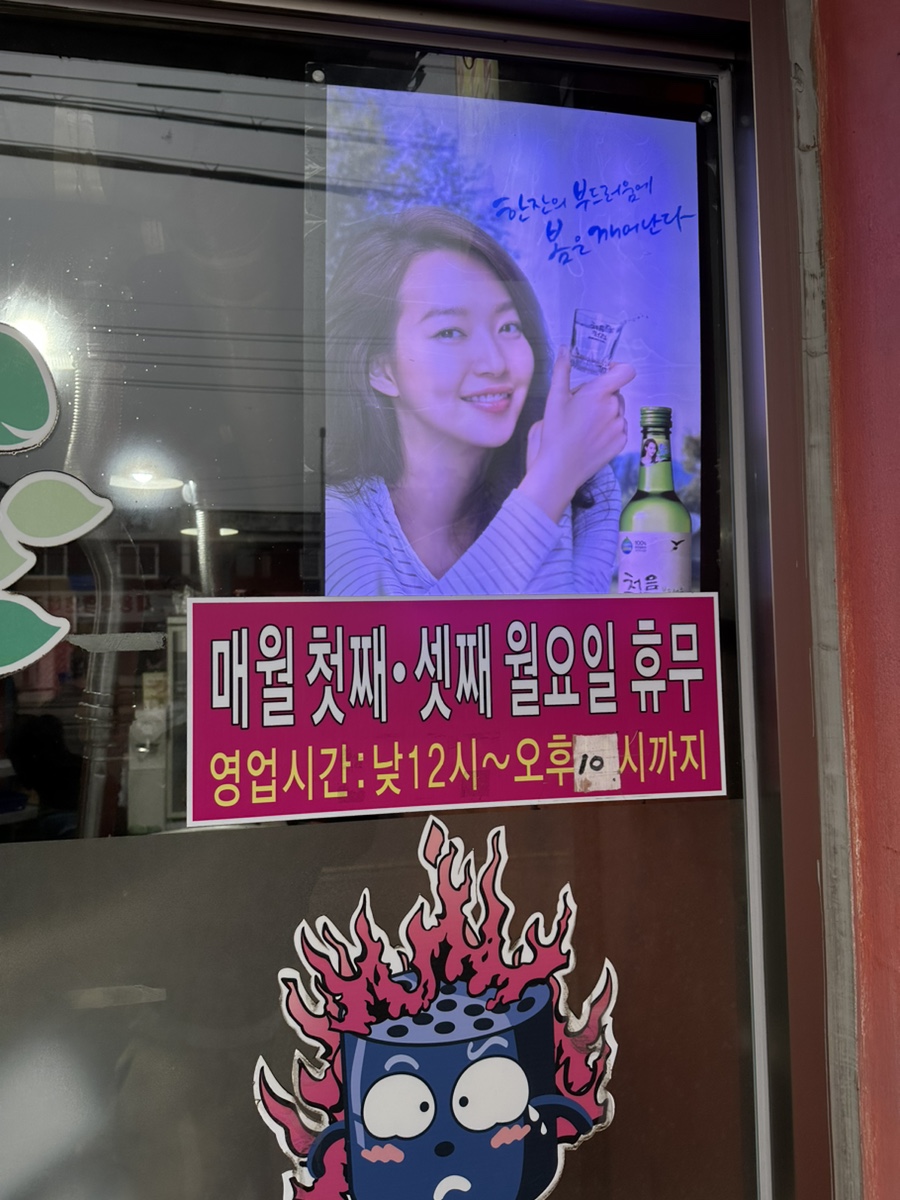 한잔의 부드러움에
봄을 깨어난다
처음
매월 첫째·셋째 월요일 휴무
영업시간:낮12시~오후10시까지